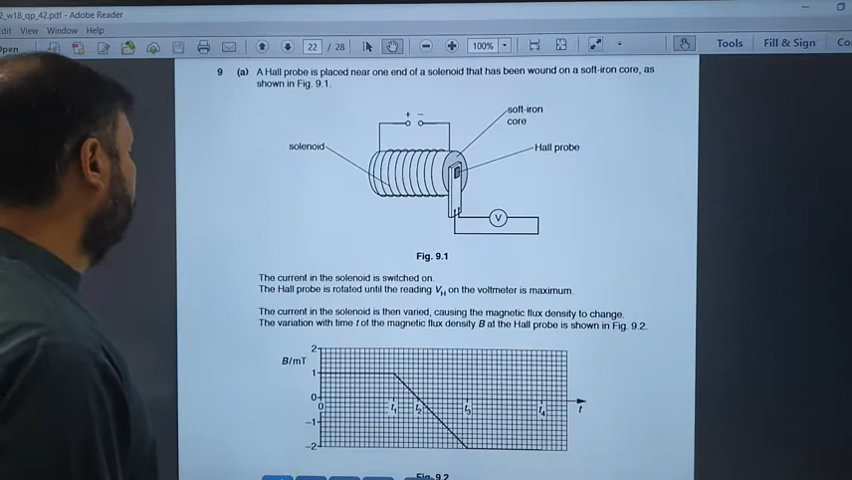 2_w18_qp_42.pdf - Adobe Reader
Edit View Window Help
Open 22 / 28 100% Tools Fill & Sign
9 (a) A Hall probe is placed near one end of a solenoid that has been wound on a soft-iron core, as
shown in Fig. 9.1.
+ −
soft-iron
core
solenoid
Hall probe
V
Fig. 9.1
The current in the solenoid is switched on.
The Hall probe is rotated until the reading VH on the voltmeter is maximum.
The current in the solenoid is then varied, causing the magnetic flux density to change.
The variation with time t of the magnetic flux density B at the Hall probe is shown in Fig. 9.2.
2
B/mT
1
0
0 t1 t2 t3 t4 t
−1
−2
Fig. 9.2